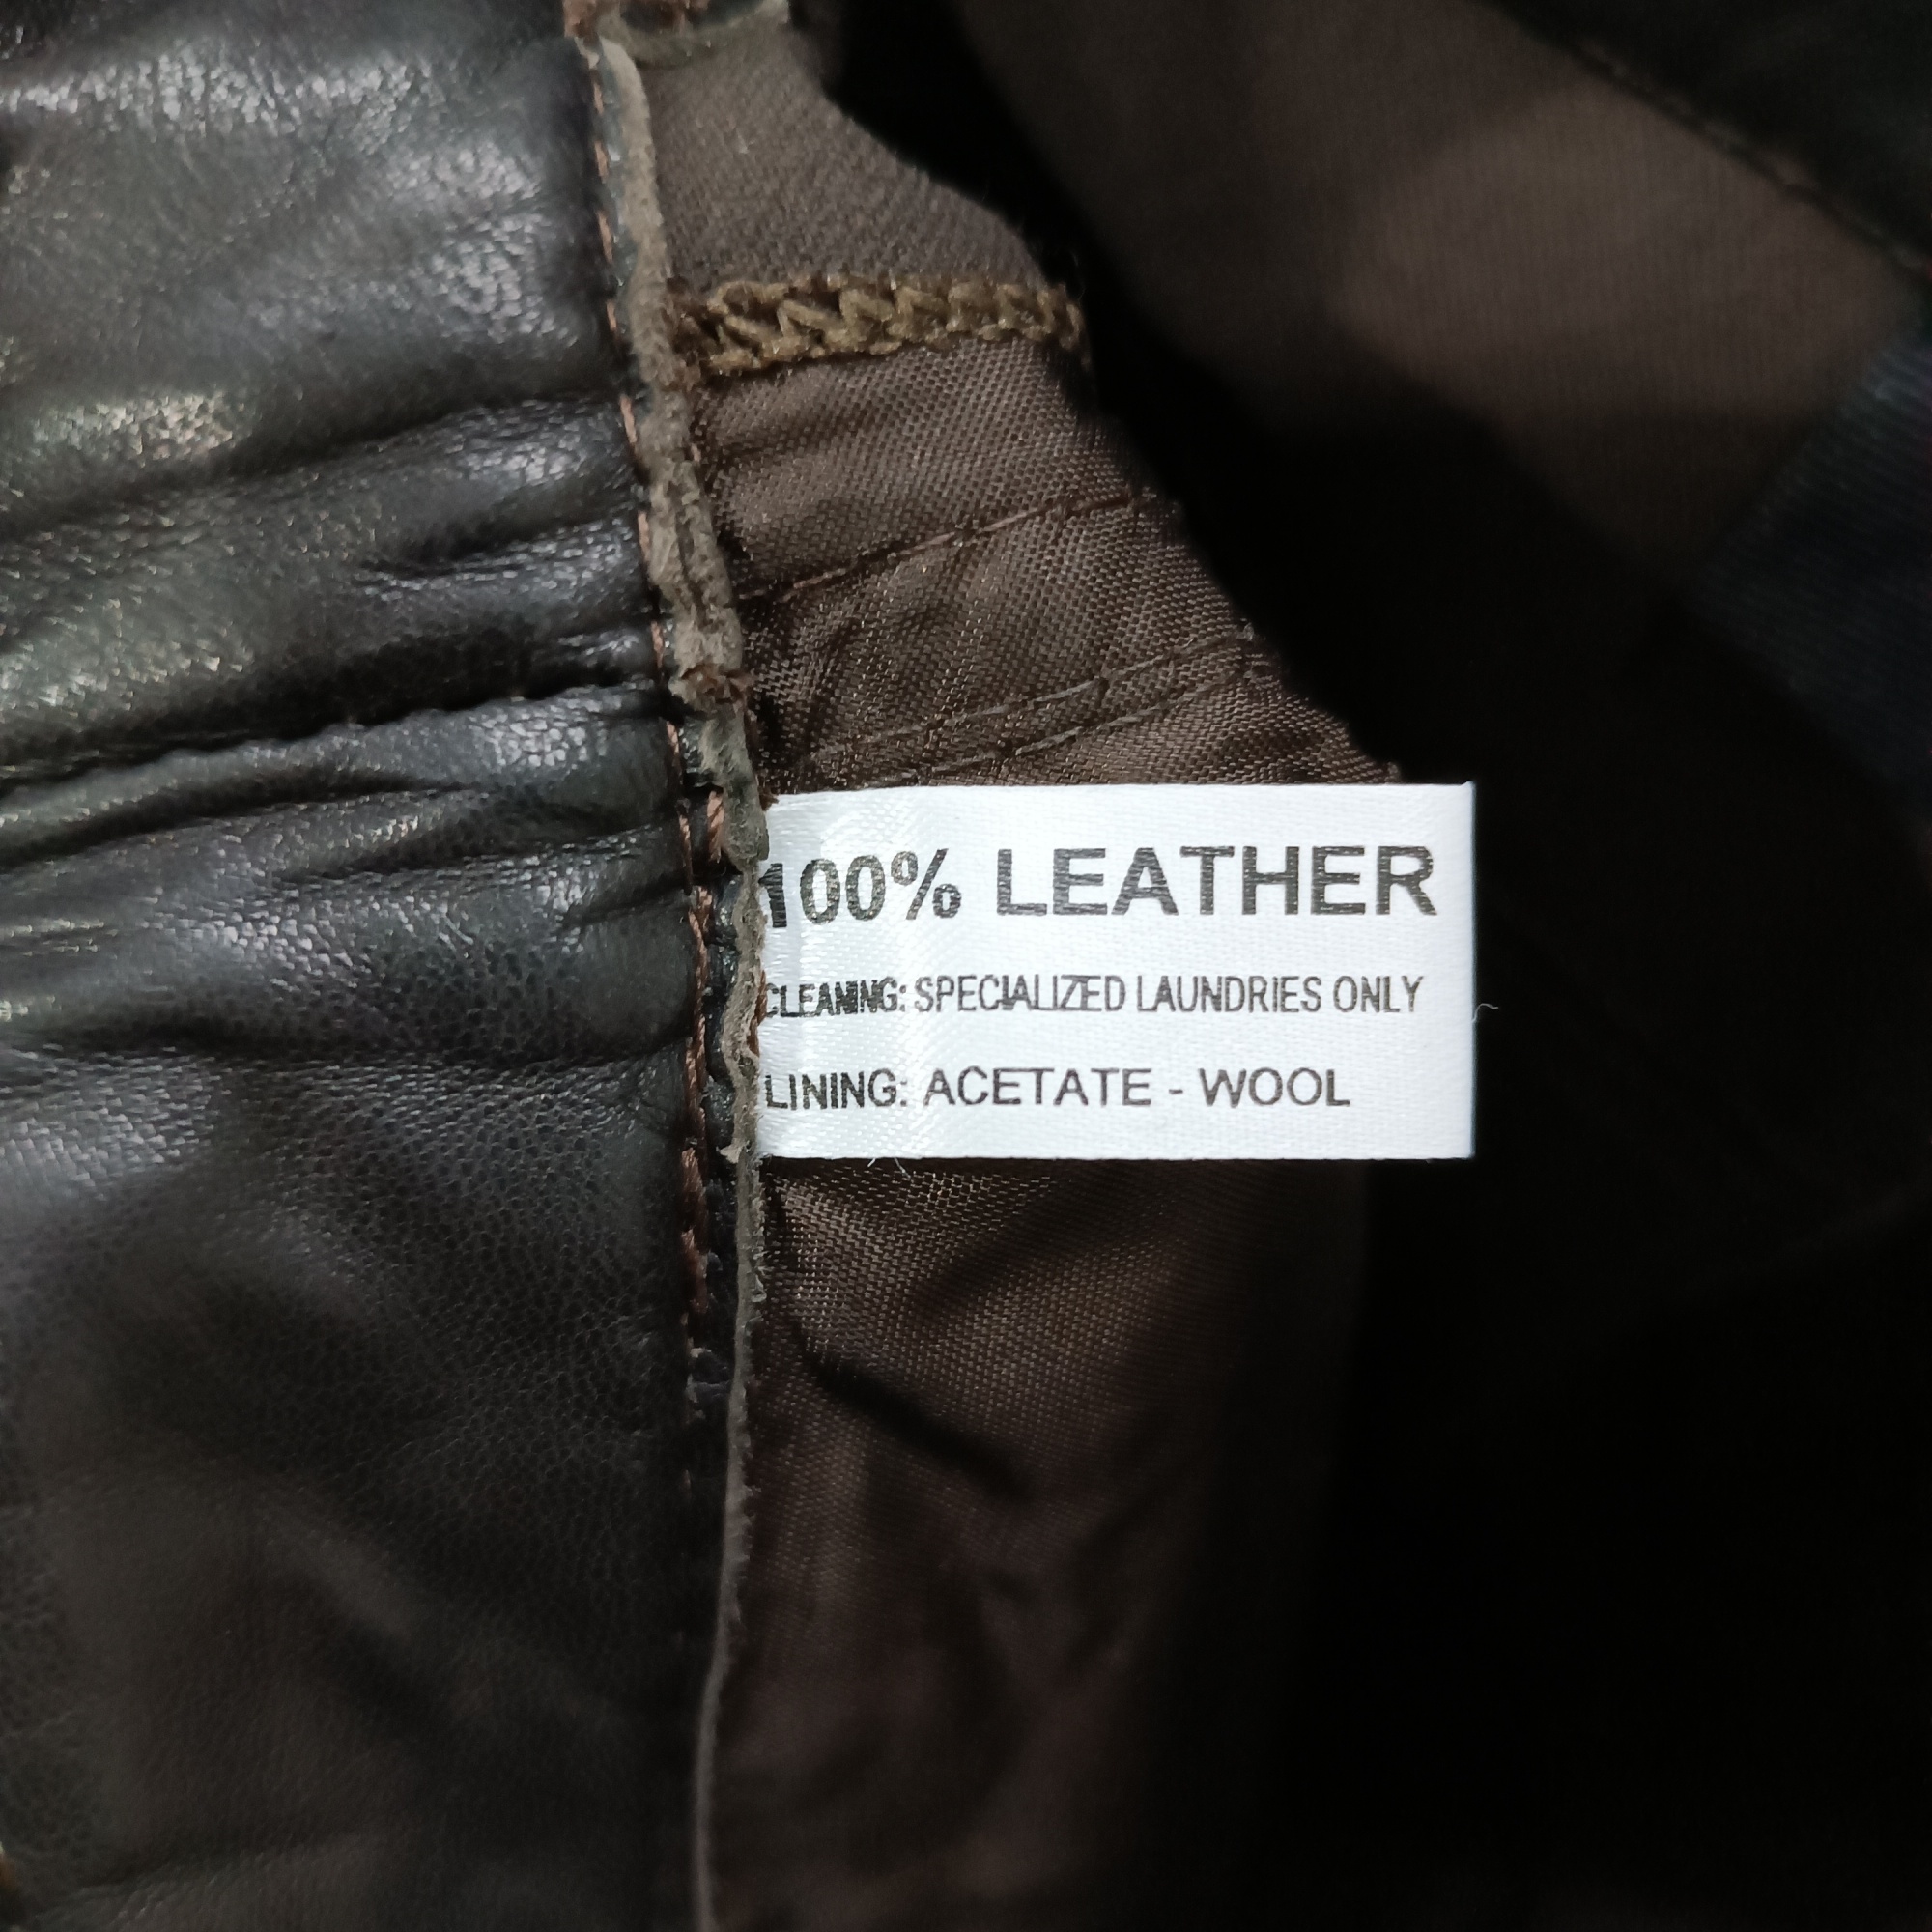 100% LEATHER
CLEANING: SPECIALIZED LAUNDRIES ONLY
LINING: ACETATE - WOOL